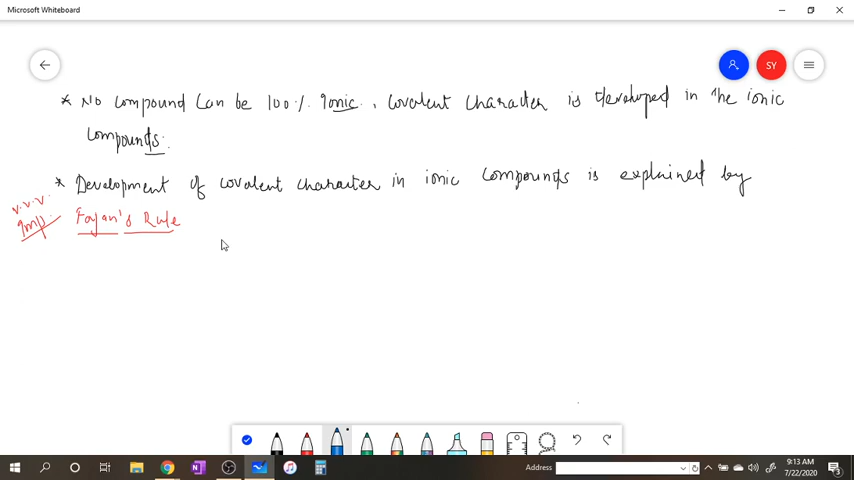 Microsoft Whiteboard
SY
* No compound can be 100% Ionic, covalent character is developed in the ionic
compounds.
* Development of covalent character in ionic compounds is explained by
v.v.v.
Imp. Fajan's Rule
Address
9:13 AM
7/22/2020
3